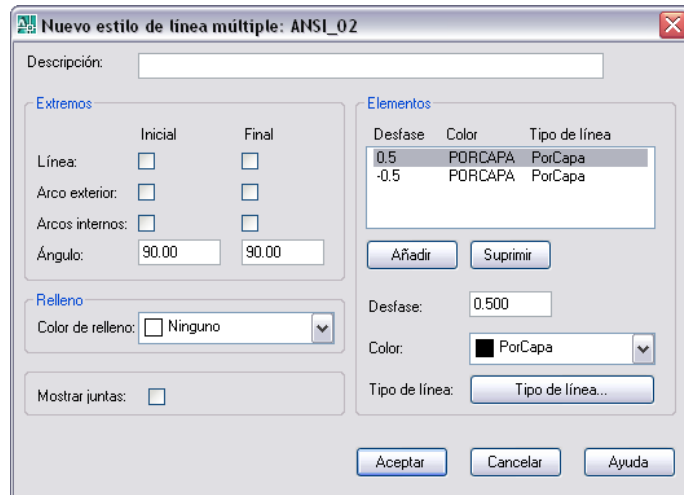 Nuevo estilo de línea múltiple: ANSI_02
Descripción:
Extremos
Inicial Final
Línea:
Arco exterior:
Arcos internos:
Ángulo: 90.00 90.00
Relleno
Color de relleno: Ninguno
Mostrar juntas:
Elementos
Desfase Color Tipo de línea
0.5 PORCAPA PorCapa
-0.5 PORCAPA PorCapa
Añadir Suprimir
Desfase: 0.500
Color: PorCapa
Tipo de línea: Tipo de línea...
Aceptar Cancelar Ayuda